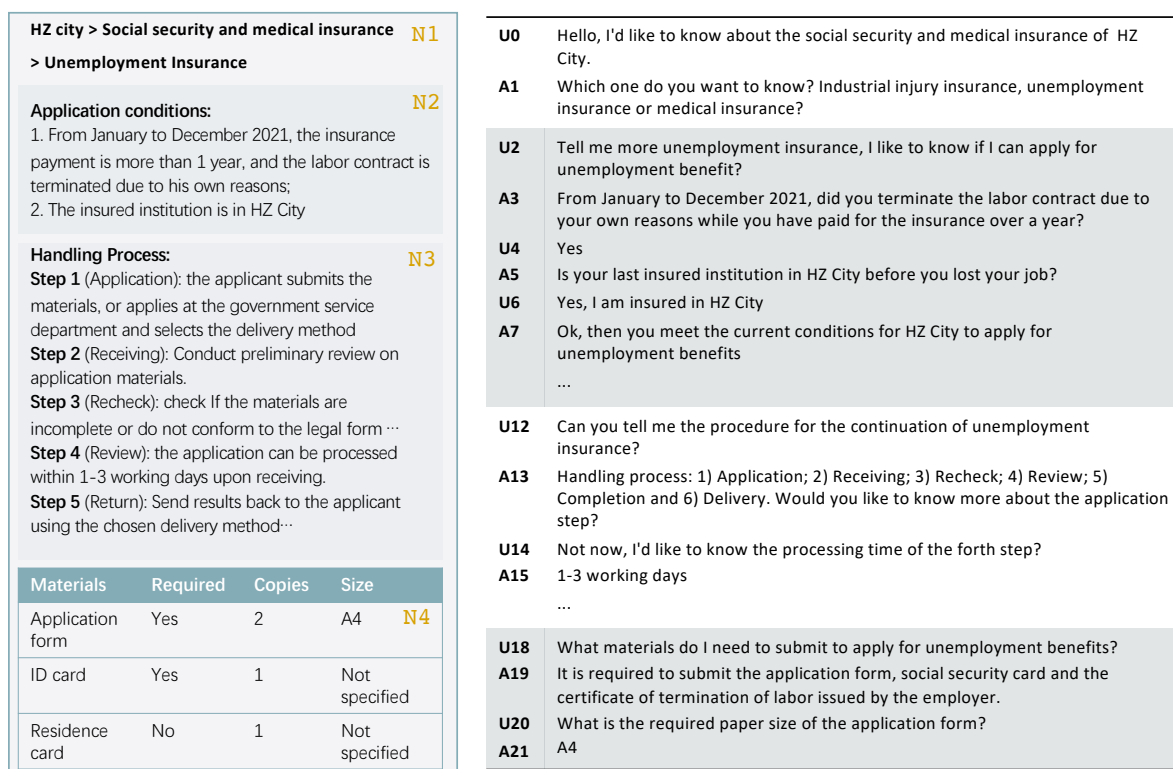 HZ city > Social security and medical insurance N1
> Unemployment Insurance
Application conditions: N2
1. From January to December 2021, the insurance
payment is more than 1 year, and the labor contract is
terminated due to his own reasons;
2. The insured institution is in HZ City
Handling Process: N3
Step 1 (Application): the applicant submits the
materials, or applies at the government service
department and selects the delivery method
Step 2 (Receiving): Conduct preliminary review on
application materials.
Step 3 (Recheck): check If the materials are
incomplete or do not conform to the legal form ···
Step 4 (Review): the application can be processed
within 1-3 working days upon receiving.
Step 5 (Return): Send results back to the applicant
using the chosen delivery method···
Materials Required Copies Size
Application Yes 2 A4 N4
form
ID card Yes 1 Not
specified
Residence No 1 Not
card specified
U0 Hello, I'd like to know about the social security and medical insurance of HZ
City.
A1 Which one do you want to know? Industrial injury insurance, unemployment
insurance or medical insurance?
U2 Tell me more unemployment insurance, I like to know if I can apply for
unemployment benefit?
A3 From January to December 2021, did you terminate the labor contract due to
your own reasons while you have paid for the insurance over a year?
U4 Yes
A5 Is your last insured institution in HZ City before you lost your job?
U6 Yes, I am insured in HZ City
A7 Ok, then you meet the current conditions for HZ City to apply for
unemployment benefits
...
U12 Can you tell me the procedure for the continuation of unemployment
insurance?
A13 Handling process: 1) Application; 2) Receiving; 3) Recheck; 4) Review; 5)
Completion and 6) Delivery. Would you like to know more about the application
step?
U14 Not now, I'd like to know the processing time of the forth step?
A15 1-3 working days
...
U18 What materials do I need to submit to apply for unemployment benefits?
A19 It is required to submit the application form, social security card and the
certificate of termination of labor issued by the employer.
U20 What is the required paper size of the application form?
A21 A4